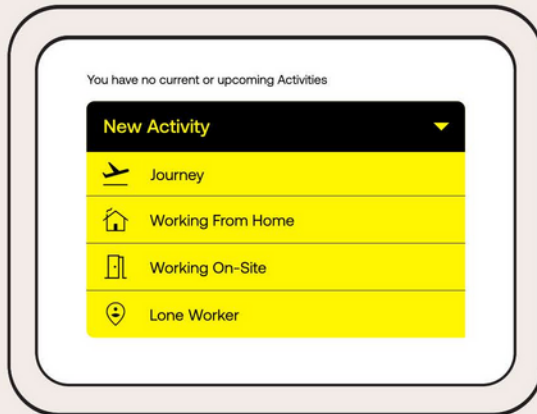 You have no current or upcoming Activities
New Activity
Journey
Working From Home
Working On-Site
Lone Worker